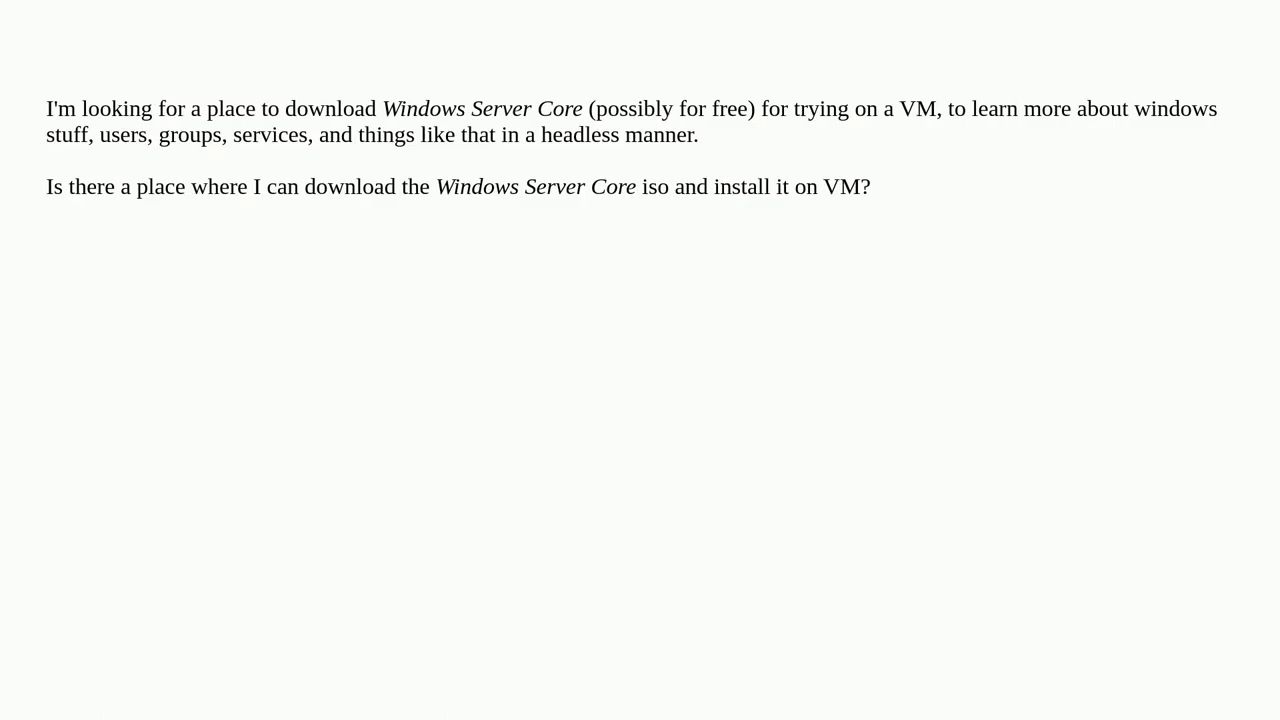 I'm looking for a place to download Windows Server Core (possibly for free) for trying on a VM, to learn more about windows
stuff, users, groups, services, and things like that in a headless manner.
Is there a place where I can download the Windows Server Core iso and install it on VM?